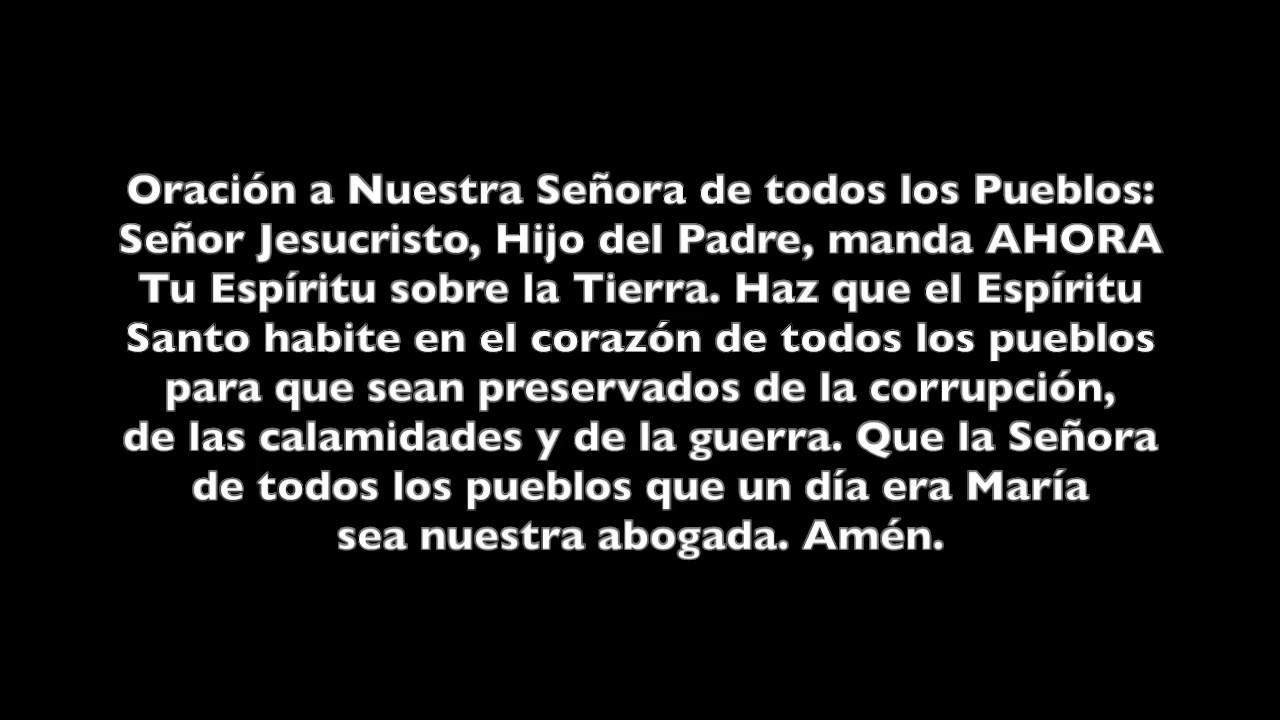 Oración a Nuestra Señora de todos los Pueblos:
Señor Jesucristo, Hijo del Padre, manda AHORA
Tu Espíritu sobre la Tierra. Haz que el Espíritu
Santo habite en el corazón de todos los pueblos
para que sean preservados de la corrupción,
de las calamidades y de la guerra. Que la Señora
de todos los pueblos que un día era María
sea nuestra abogada. Amén.